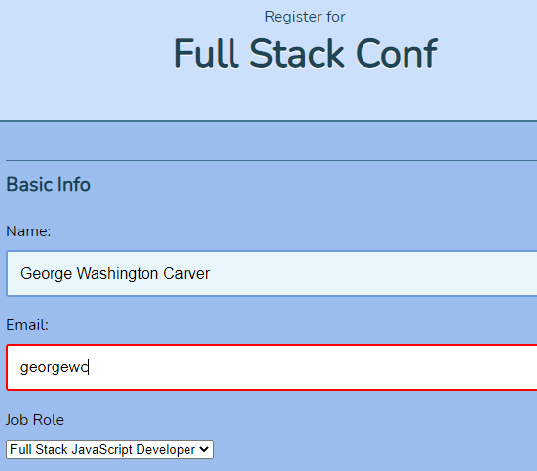 Register for
Full Stack Conf
Basic Info
Name:
George Washington Carver
Email:
georgewc
Job Role
Full Stack JavaScript Developer